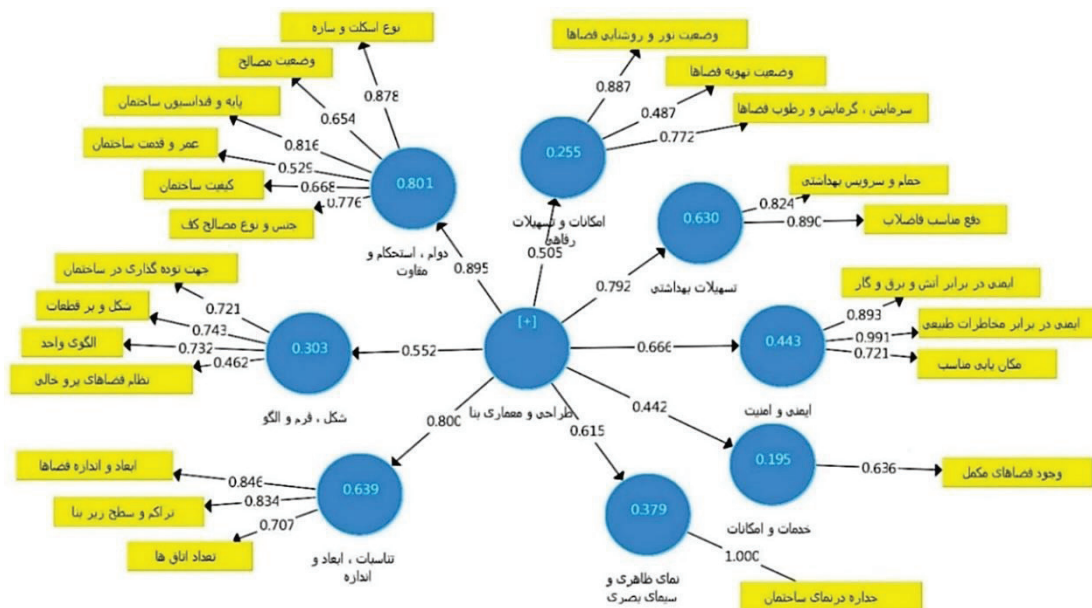 نوع اسکلت و سازه
وضعیت مصالح
پایه و فنداسیون ساختمان
عمر و قدمت ساختمان
کیفیت ساختمان
جنس و نوع مصالح کف
0.878
0.654
0.816
0.529
0.668
0.776
0.801
دوام ، استحکام و
مقاوت
0.895
وضعیت نور و روشنایی فضاها
وضعیت تهویه فضاها
سرمایش ، گرمایش و رطوب فضاها
0.887
0.487
0.772
0.255
امکانات و تسهیلات
رفاهی
0.505
حمام و سرویس بهداشتی
دفع مناسب فاضلاب
0.824
0.890
0.630
تسهیلات بهداشتی
0.792
ایمنی در برابر آتش و برق و گاز
ایمنی در برابر مخاطرات طبیعی
مکان یابی مناسب
0.893
0.991
0.721
0.443
ایمنی و امنیت
0.666
[+]
طراحی و معماری بنا
جهت توده گذاری در ساختمان
شکل و بر قطعات
الگوی واحد
نظام فضاهای پرو خالی
0.721
0.743
0.732
0.462
0.303
شکل ، فرم و الگو
0.552
ابعاد و اندازه فضاها
تراکم و سطح زیر بنا
تعداد اتاق ها
0.846
0.834
0.707
0.639
تناسبات ، ابعاد و
اندازه
0.800
0.615
0.379
نمای ظاهری و
سیمای بصری
1.000
جداره درنمای ساختمان
0.442
0.195
خدمات و امکانات
0.636
وجود فضاهای مکمل